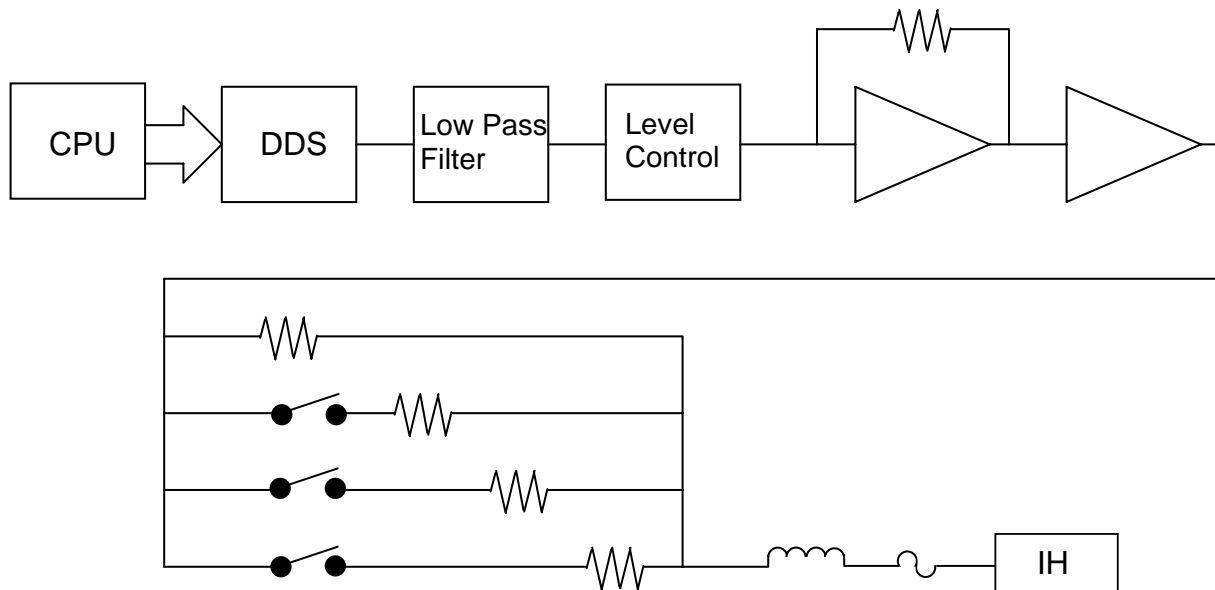 CPU
DDS
Low Pass
Filter
Level
Control
IH